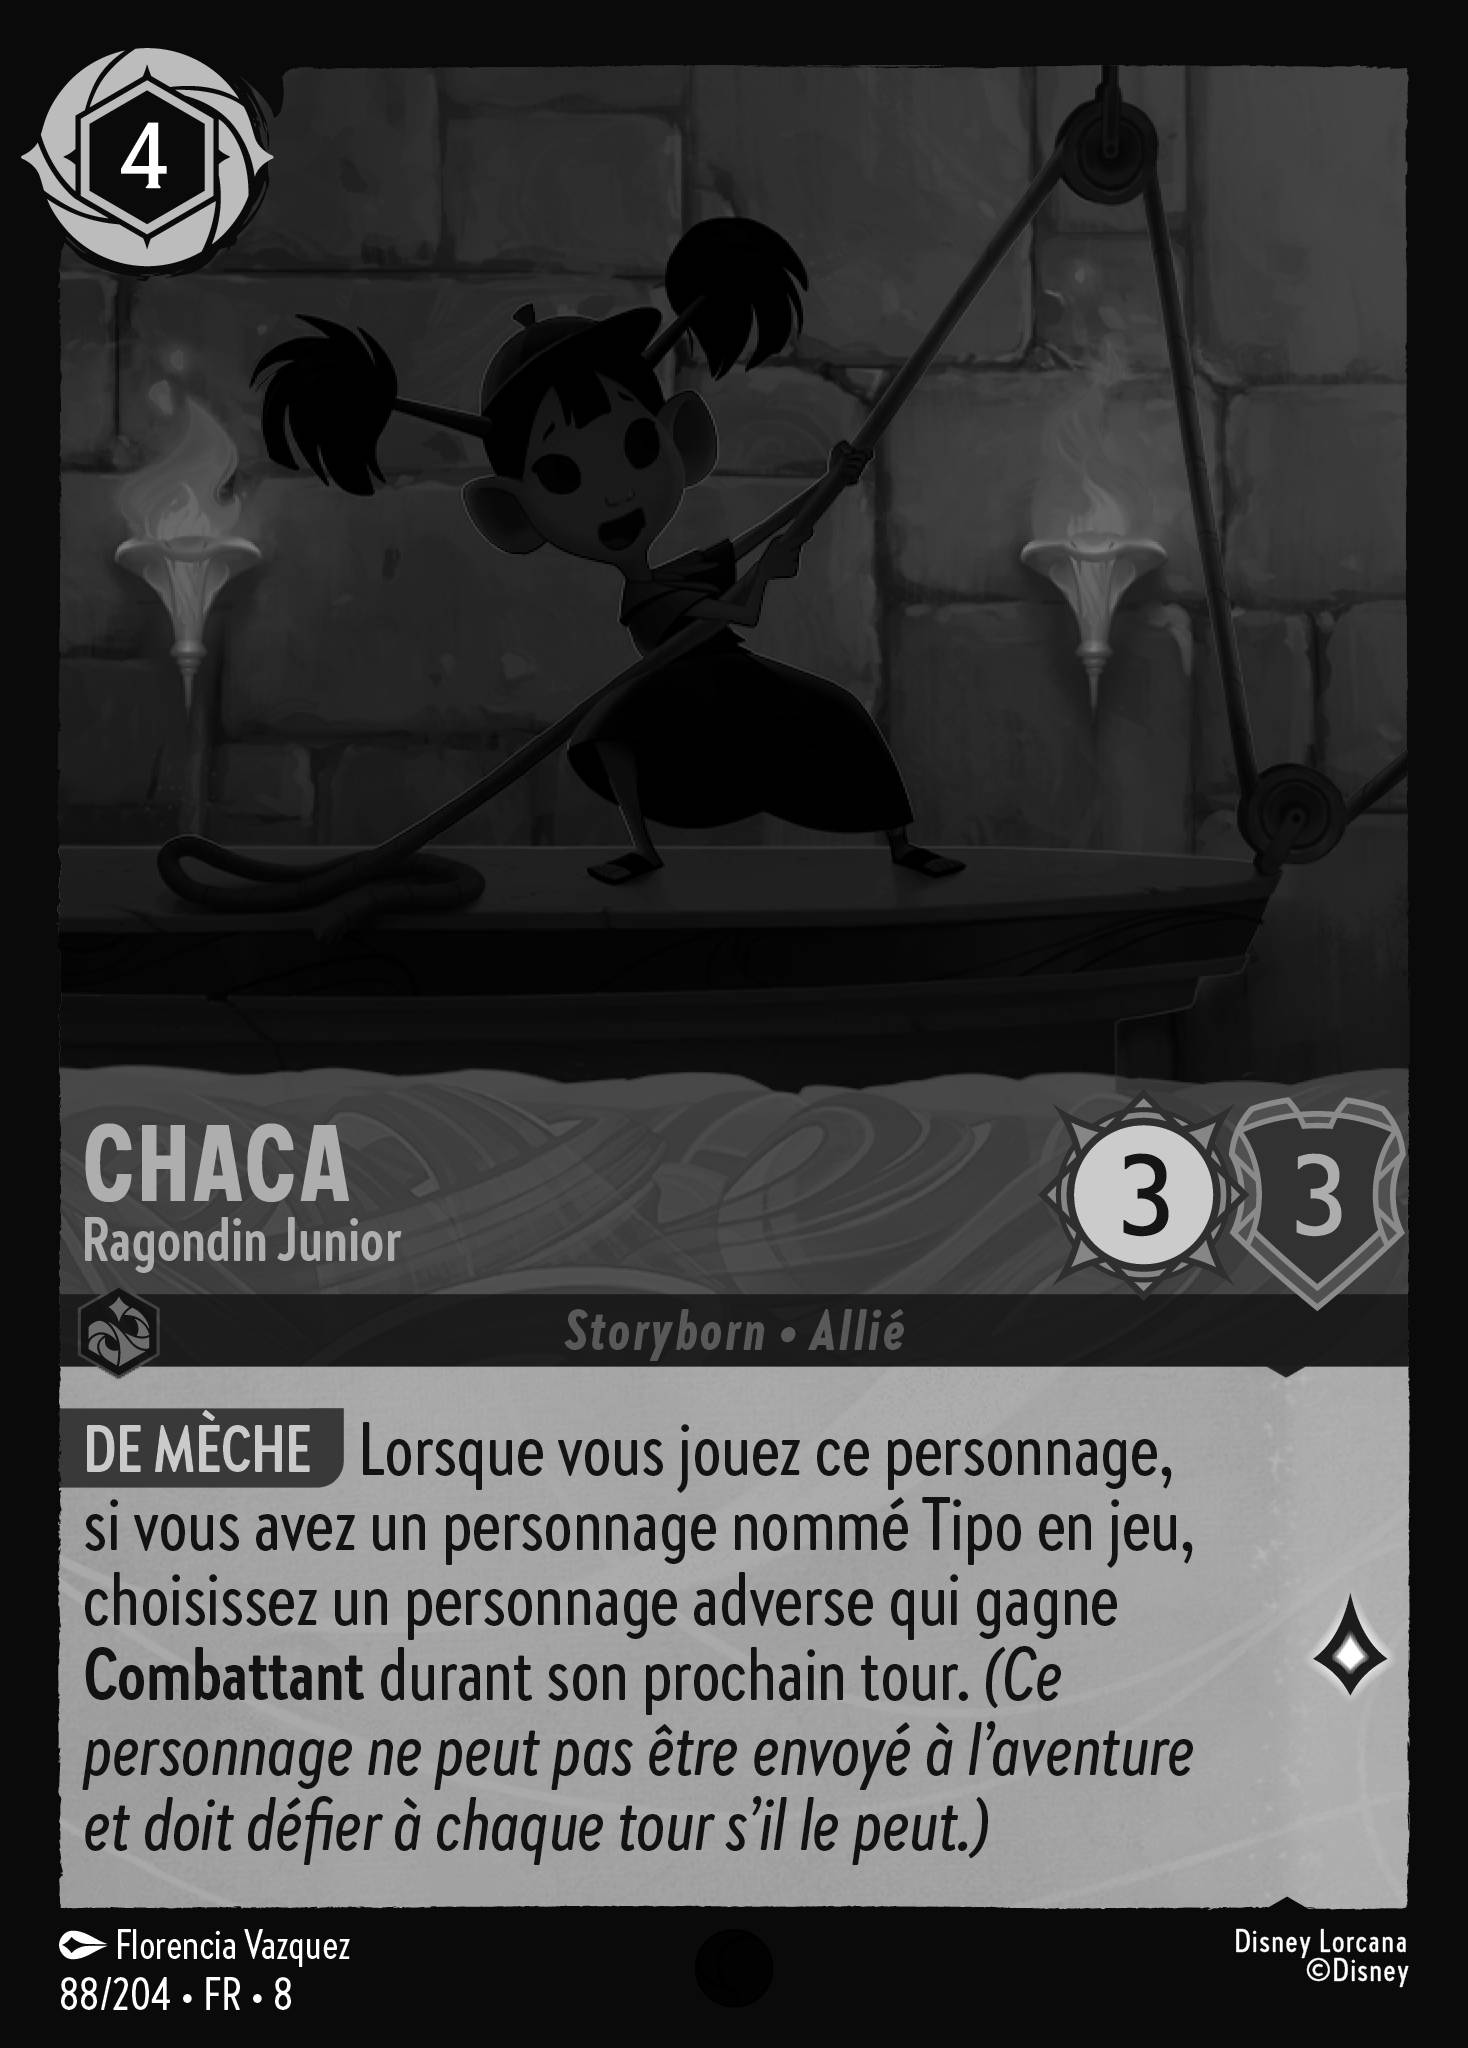 4
CHACA
Ragondin Junior
3
3
Storyborn • Allié
DE MÈCHE Lorsque vous jouez ce personnage,
si vous avez un personnage nommé Tipo en jeu,
choisissez un personnage adverse qui gagne
Combattant durant son prochain tour. (Ce
personnage ne peut pas être envoyé à l’aventure
et doit défier à chaque tour s’il le peut.)
Florencia Vazquez
88/204 • FR • 8
Disney Lorcana
©Disney